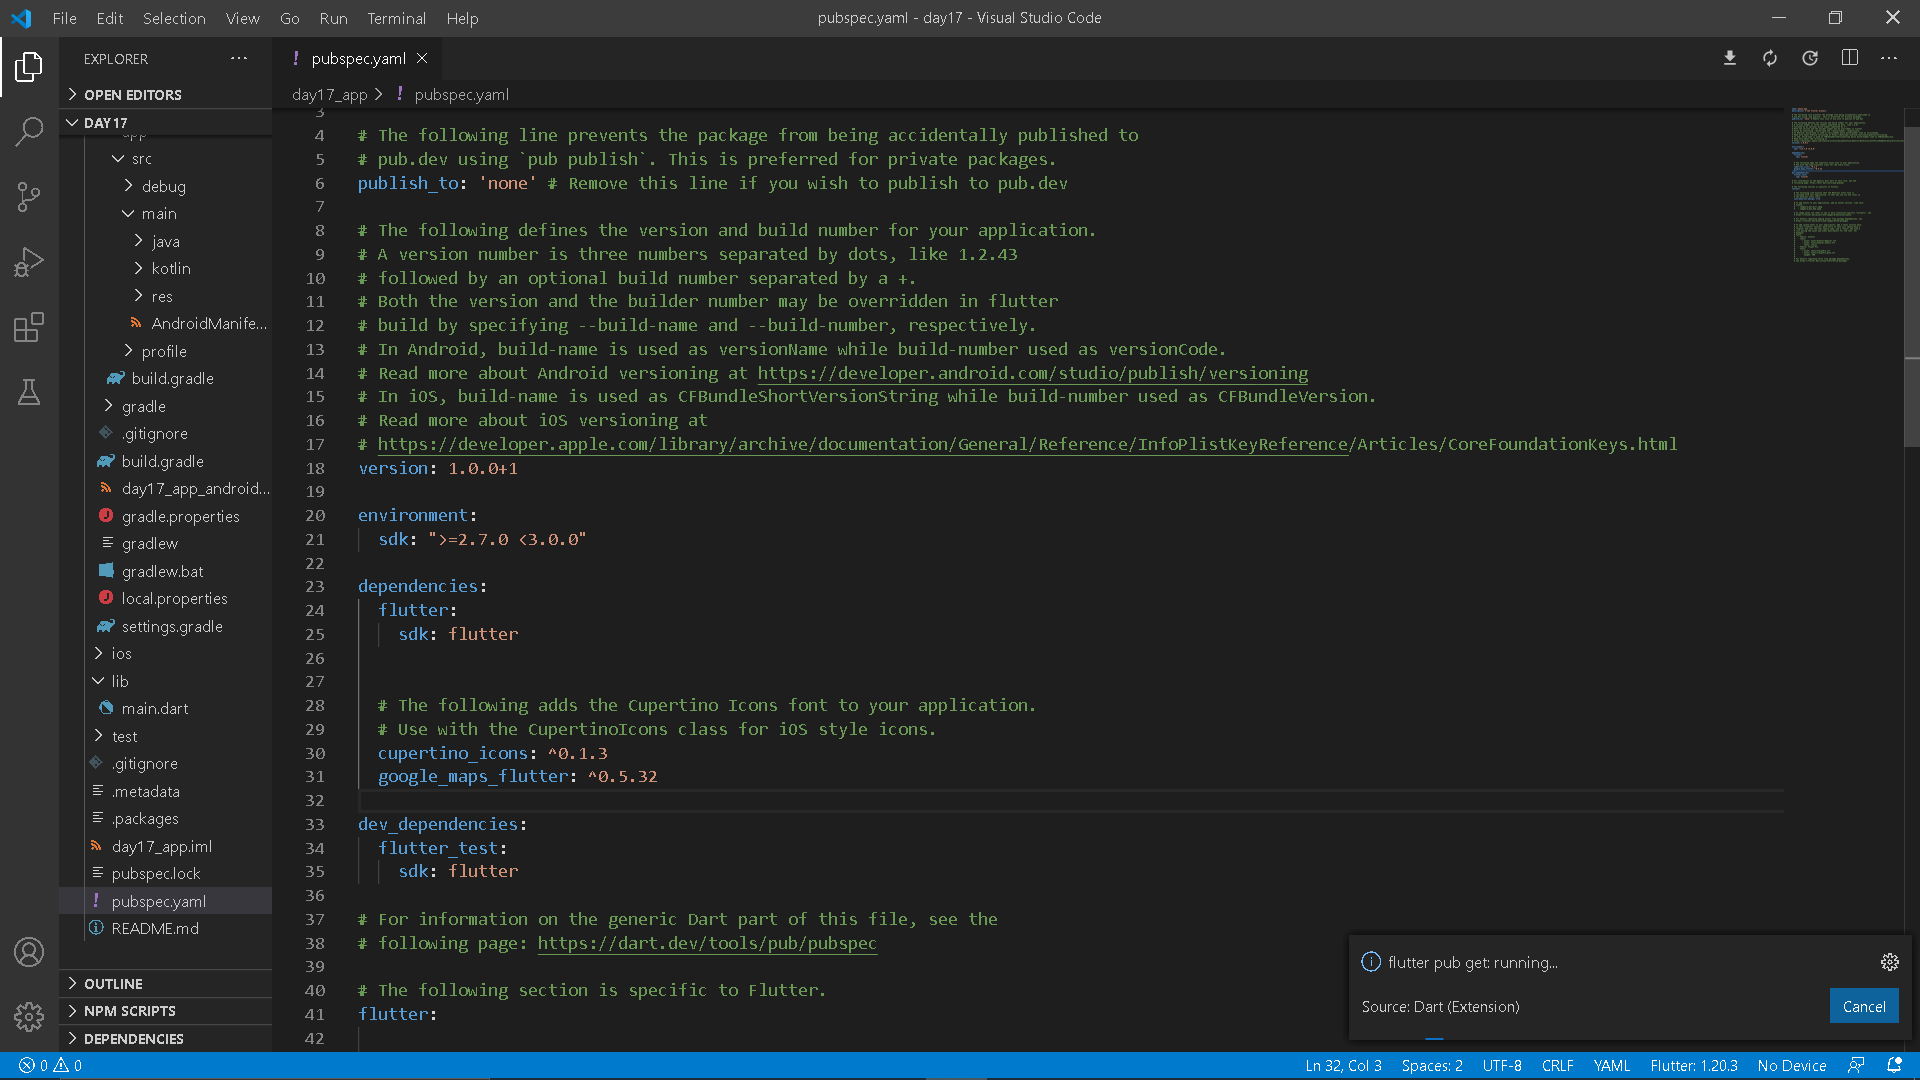 File Edit Selection View Go Run Terminal Help
pubspec.yaml - day17 - Visual Studio Code
EXPLORER
OPEN EDITORS
DAY17
app
src
debug
main
java
kotlin
res
AndroidManife...
profile
build.gradle
gradle
.gitignore
build.gradle
day17_app_android...
gradle.properties
gradlew
gradlew.bat
local.properties
settings.gradle
ios
lib
main.dart
test
.gitignore
.metadata
.packages
day17_app.iml
pubspec.lock
pubspec.yaml
README.md
OUTLINE
NPM SCRIPTS
DEPENDENCIES
! pubspec.yaml
day17_app > ! pubspec.yaml
3
4 # The following line prevents the package from being accidentally published to
5 # pub.dev using `pub publish`. This is preferred for private packages.
6 publish_to: 'none' # Remove this line if you wish to publish to pub.dev
7
8 # The following defines the version and build number for your application.
9 # A version number is three numbers separated by dots, like 1.2.43
10 # followed by an optional build number separated by a +.
11 # Both the version and the builder number may be overridden in flutter
12 # build by specifying --build-name and --build-number, respectively.
13 # In Android, build-name is used as versionName while build-number used as versionCode.
14 # Read more about Android versioning at https://developer.android.com/studio/publish/versioning
15 # In iOS, build-name is used as CFBundleShortVersionString while build-number used as CFBundleVersion.
16 # Read more about iOS versioning at
17 # https://developer.apple.com/library/archive/documentation/General/Reference/InfoPlistKeyReference/Articles/CoreFoundationKeys.html
18 version: 1.0.0+1
19
20 environment:
21 sdk: ">=2.7.0 <3.0.0"
22
23 dependencies:
24 flutter:
25 sdk: flutter
26
27
28 # The following adds the Cupertino Icons font to your application.
29 # Use with the CupertinoIcons class for iOS style icons.
30 cupertino_icons: ^0.1.3
31 google_maps_flutter: ^0.5.32
32
33 dev_dependencies:
34 flutter_test:
35 sdk: flutter
36
37 # For information on the generic Dart part of this file, see the
38 # following page: https://dart.dev/tools/pub/pubspec
39
40 # The following section is specific to Flutter.
41 flutter:
42
flutter pub get: running...
Source: Dart (Extension)
Cancel
0 0
Ln 32, Col 3 Spaces: 2 UTF-8 CRLF YAML Flutter: 1.20.3 No Device